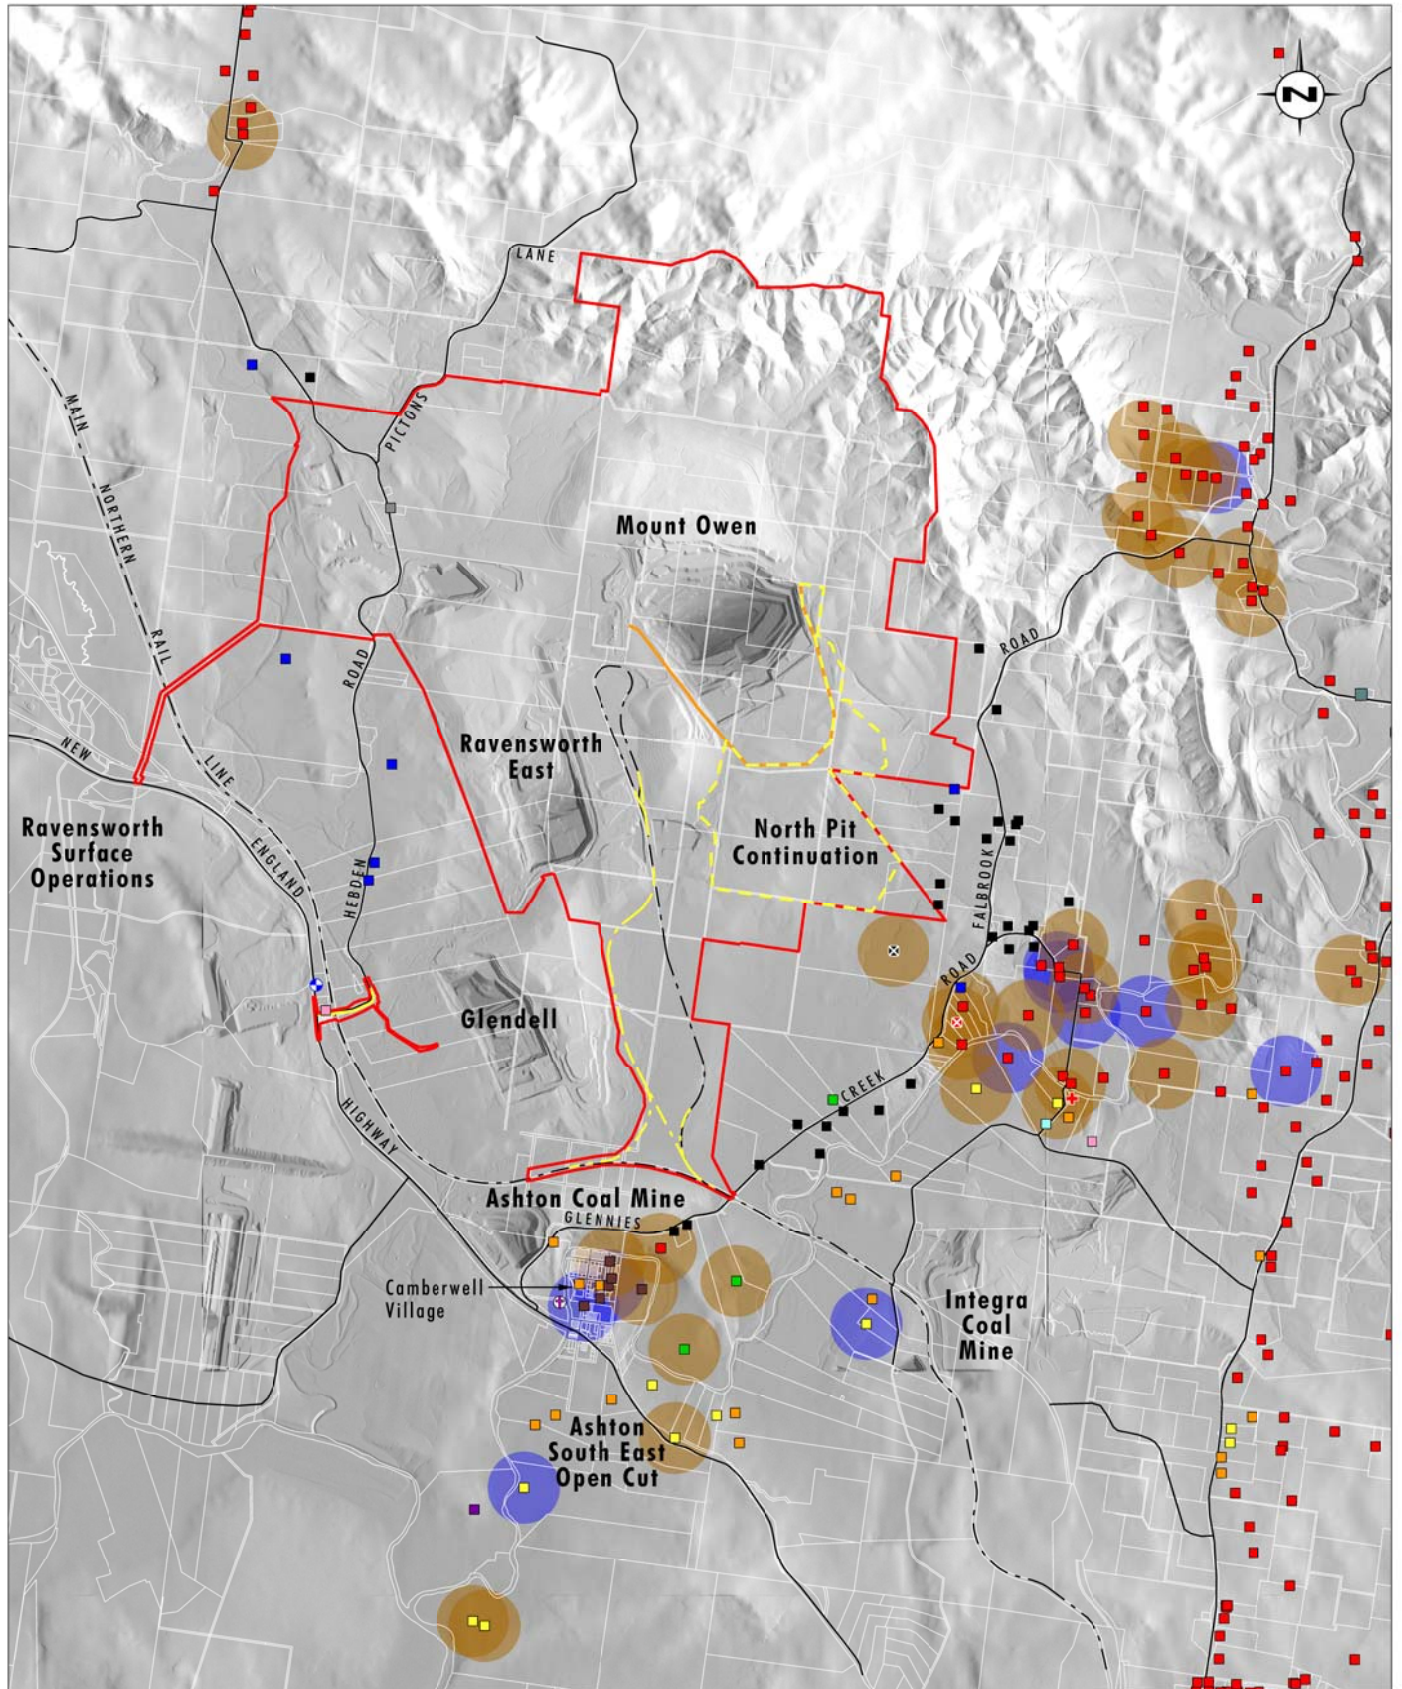 N
LANE
PICTONS
MAIN
NORTHERN
RAIL
LINE
Mount Owen
ROAD
ROAD
NEW
ENGLAND
HIGHWAY
Ravensworth
East
HEBDEN
Ravensworth
Surface
Operations
North Pit
Continuation
FALBROOK
ROAD
Glendell
CREEK
Ashton Coal Mine
GLENNIES
Camberwell
Village
Integra
Coal
Mine
Ashton
South East
Open Cut